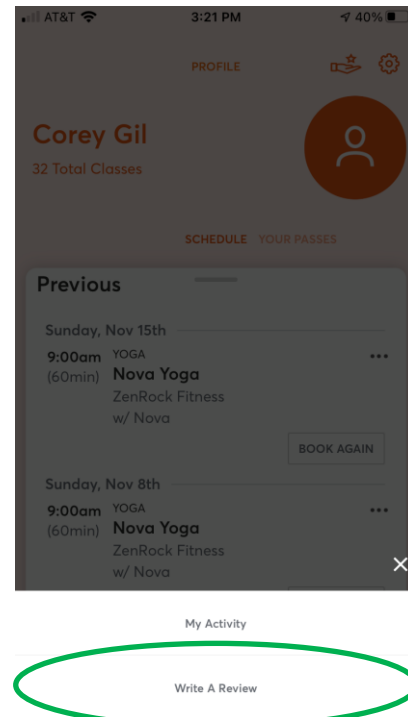 AT&T 3:21 PM 40%
PROFILE
Corey Gil
32 Total Classes
SCHEDULE YOUR PASSES
Previous
Sunday, Nov 15th
9:00am YOGA
(60min) Nova Yoga
ZenRock Fitness
w/ Nova
BOOK AGAIN
Sunday, Nov 8th
9:00am YOGA
(60min) Nova Yoga
ZenRock Fitness
w/ Nova
My Activity
Write A Review